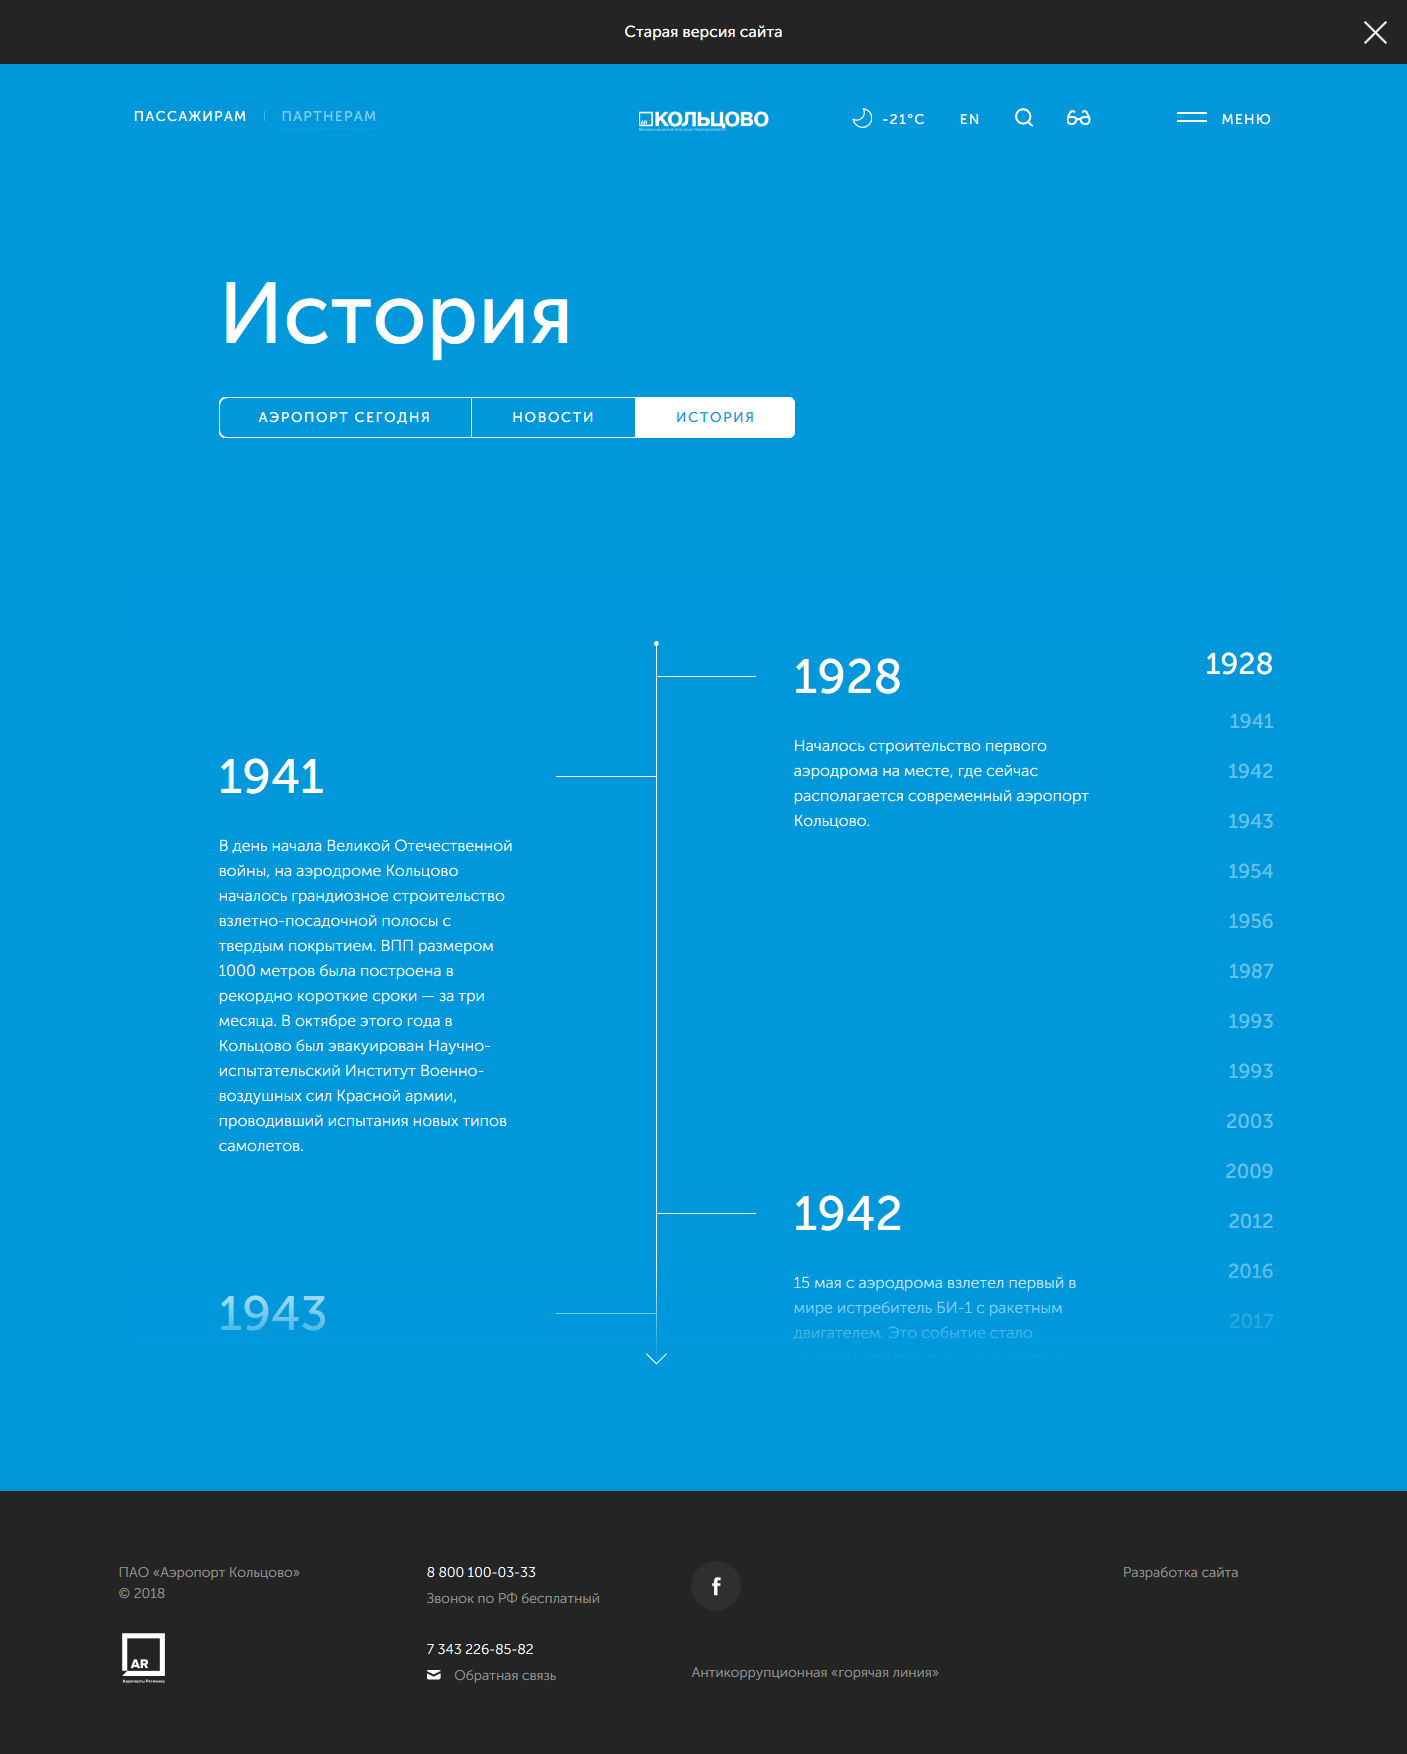 Старая версия сайта
ПАССАЖИРАМ
ПАРТНЕРАМ
AR
КОЛЬЦОВО
-21°C
EN
МЕНЮ
История
АЭРОПОРТ СЕГОДНЯ
НОВОСТИ
ИСТОРИЯ
1928
Началось строительство первого
аэродрома на месте, где сейчас
располагается современный аэропорт
Кольцово.
1941
В день начала Великой Отечественной
войны, на аэродроме Кольцово
началось грандиозное строительство
взлетно-посадочной полосы с
твердым покрытием. ВПП размером
1000 метров была построена в
рекордно короткие сроки — за три
месяца. В октябре этого года в
Кольцово был эвакуирован Научно-
испытательский Институт Военно-
воздушных сил Красной армии,
проводивший испытания новых типов
самолетов.
1942
15 мая с аэродрома взлетел первый в
мире истребитель БИ-1 с ракетным
двигателем. Это событие стало
1943
1928
1941
1942
1943
1954
1956
1987
1993
1993
2003
2009
2012
2016
2017
ПАО «Аэропорт Кольцово»
© 2018
AR
Аэропорты Регионов
8 800 100-03-33
Звонок по РФ бесплатный
7 343 226-85-82
Обратная связь
f
Антикоррупционная «горячая линия»
Разработка сайта